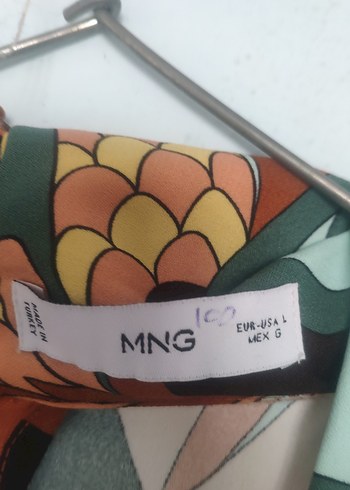 MADE IN
TURKEY
MNG
100
EUR-USA L
MEX G